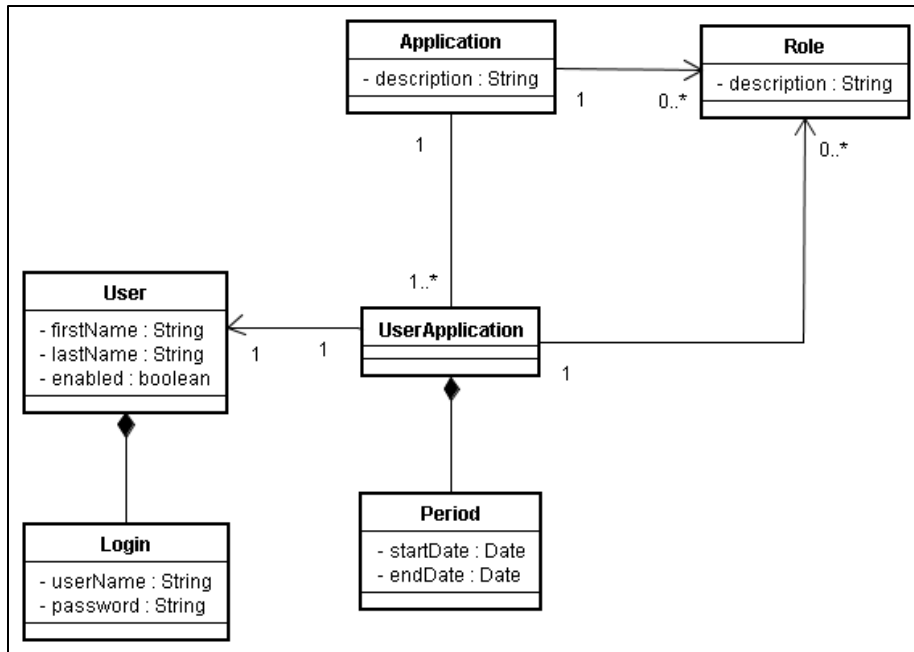 Application
- description : String
Role
- description : String
1
0..*
1
0..*
1..*
User
- firstName : String
- lastName : String
- enabled : boolean
UserApplication
1
1
1
Login
- userName : String
- password : String
Period
- startDate : Date
- endDate : Date